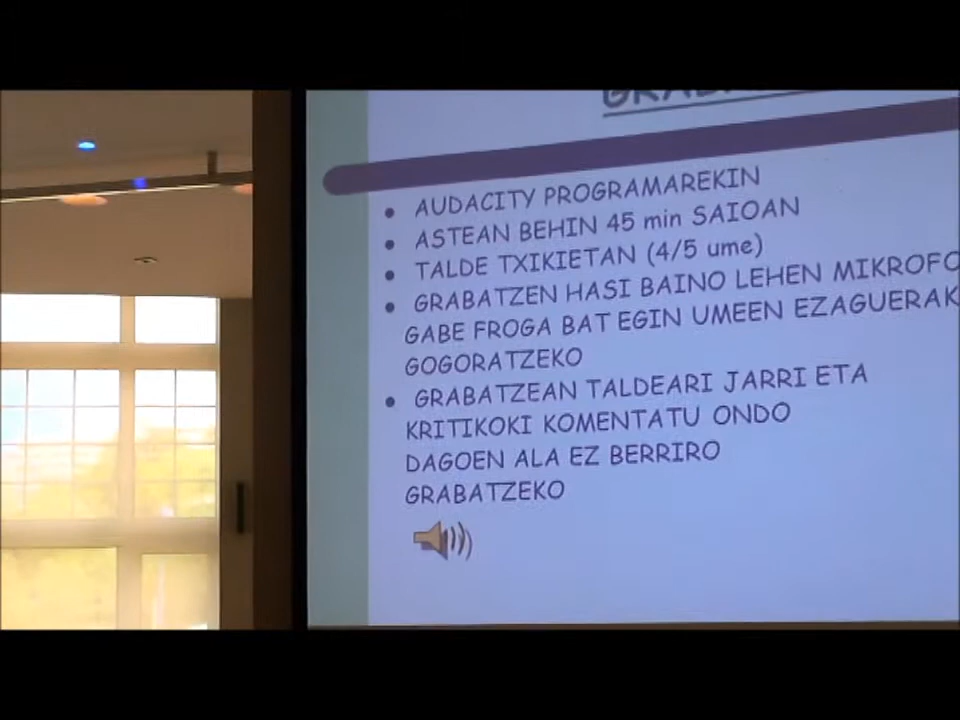 AUDACITY PROGRAMAREKIN
ASTEAN BEHIN 45 min SAIOAN
TALDE TXIKIETAN (4/5 ume)
GRABATZEN HASI BAINO LEHEN
GABE FROGA BAT EGIN UMEEN EZAGUERAK
GOGORATZEKO
GRABATZEAN TALDEARI JARRI ETA
KRITIKOKI KOMENTATU ONDO
DAGOEN ALA EZ BERRIRO
GRABATZEKO